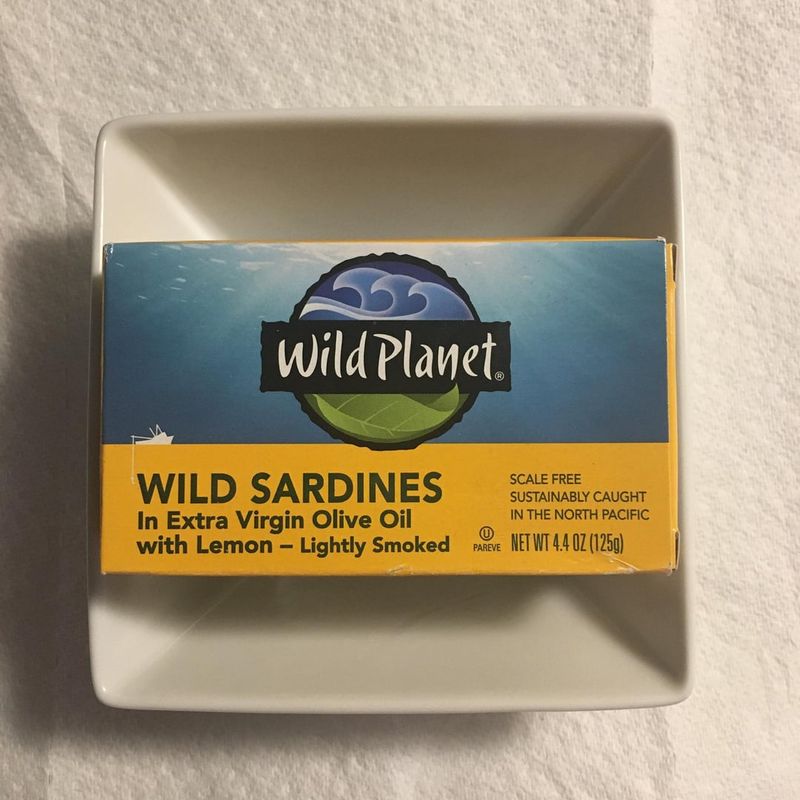 Wild Planet®
WILD SARDINES
In Extra Virgin Olive Oil
with Lemon – Lightly Smoked
SCALE FREE
SUSTAINABLY CAUGHT
IN THE NORTH PACIFIC
U
PAREVE
NET WT 4.4 OZ (125g)